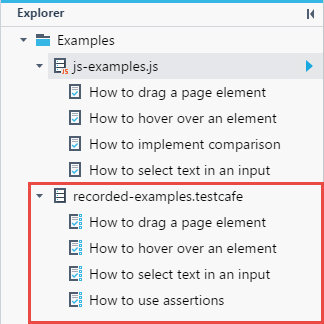 Explorer
Examples
js-examples.js
How to drag a page element
How to hover over an element
How to implement comparison
How to select text in an input
recorded-examples.testcafe
How to drag a page element
How to hover over an element
How to select text in an input
How to use assertions